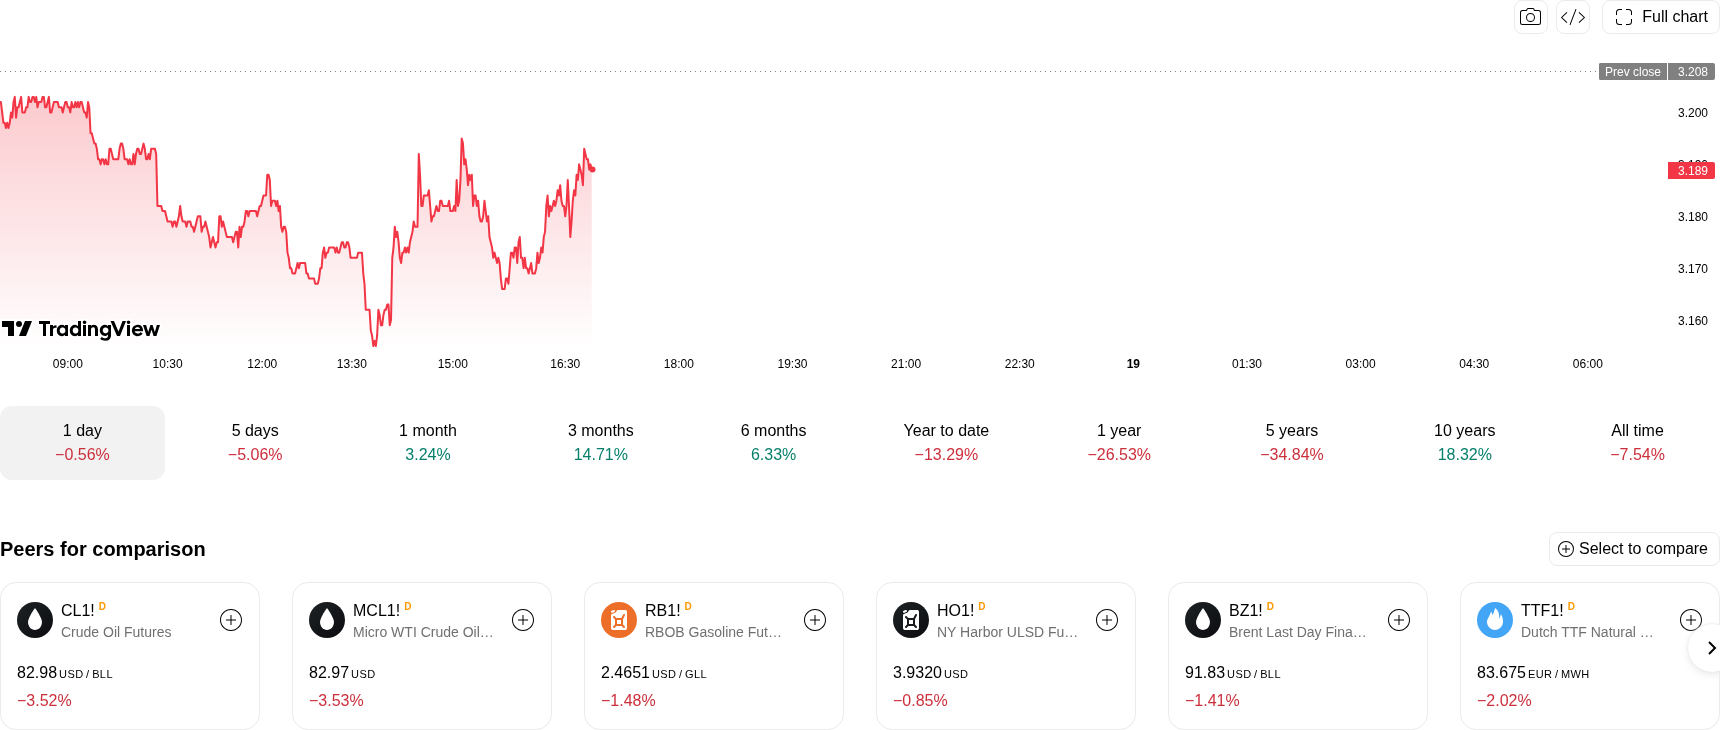 Full chart
Prev close 3.208
3.200
3.189
3.180
3.170
3.160
TradingView
09:00 10:30 12:00 13:30 15:00 16:30 18:00 19:30 21:00 22:30 19 01:30 03:00 04:30 06:00
1 day 5 days 1 month 3 months 6 months Year to date 1 year 5 years 10 years All time
−0.56% −5.06% 3.24% 14.71% 6.33% −13.29% −26.53% −34.84% 18.32% −7.54%
Peers for comparison
Select to compare
CL1! D
Crude Oil Futures
82.98 USD / BLL
−3.52%
MCL1! D
Micro WTI Crude Oil…
82.97 USD
−3.53%
RB1! D
RBOB Gasoline Fut…
2.4651 USD / GLL
−1.48%
HO1! D
NY Harbor ULSD Fu…
3.9320 USD
−0.85%
BZ1! D
Brent Last Day Fina…
91.83 USD / BLL
−1.41%
TTF1! D
Dutch TTF Natural …
83.675 EUR / MWH
−2.02%